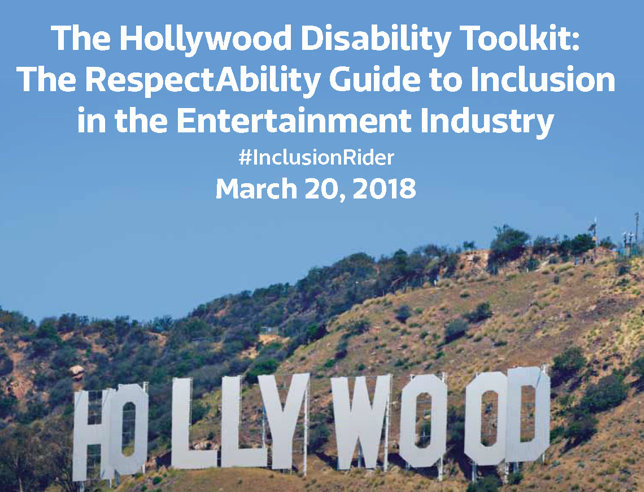 The Hollywood Disability Toolkit:
The RespectAbility Guide to Inclusion
in the Entertainment Industry
#InclusionRider
March 20, 2018
HOLLYWOOD